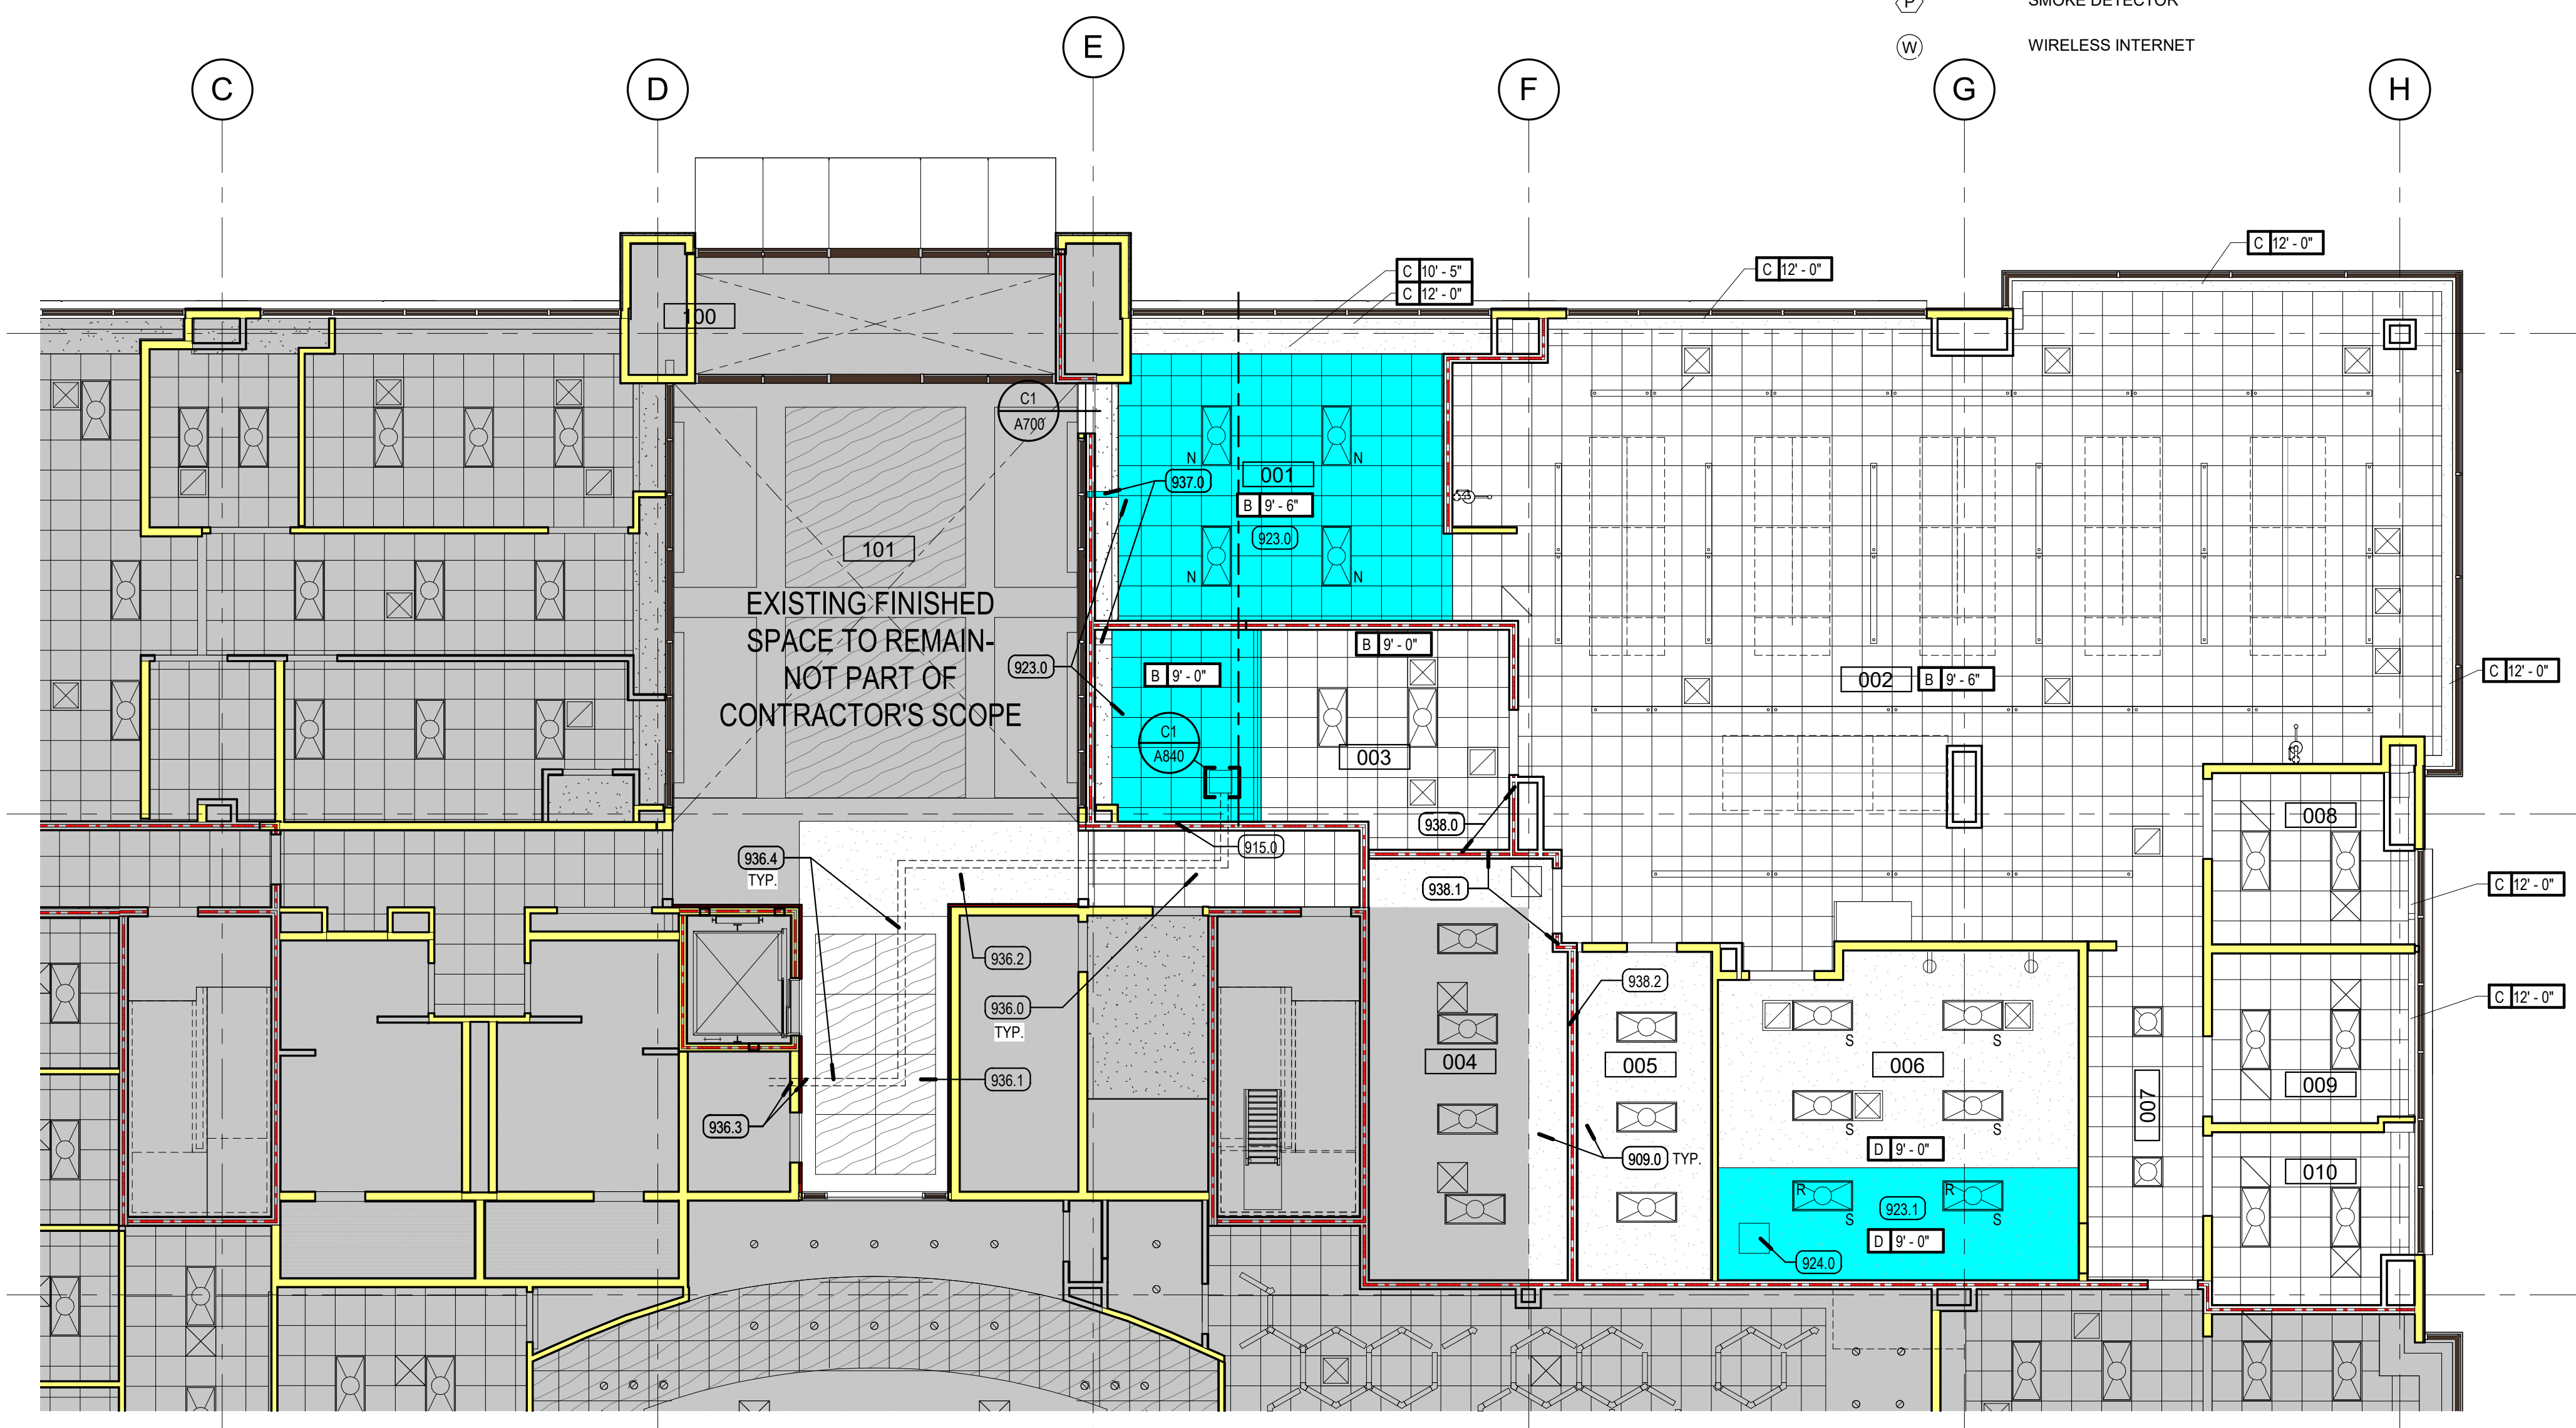 P
SMOKE DETECTOR
W
WIRELESS INTERNET
C
D
E
F
G
H
C 12' - 0"
C 10' - 5"
C 12' - 0"
C 12' - 0"
100
C1
A700
937.0
001
B 9' - 6"
923.0
N
N
N
N
101
EXISTING FINISHED
SPACE TO REMAIN-
NOT PART OF
CONTRACTOR'S SCOPE
923.0
B 9' - 0"
B 9' - 0"
C1
A840
003
002
B 9' - 6"
C 12' - 0"
938.0
915.0
936.4
TYP.
938.1
008
C 12' - 0"
936.2
936.0
TYP.
936.1
936.3
938.2
004
005
006
S
S
S
S
007
009
C 12' - 0"
909.0 TYP.
D 9' - 0"
010
R
R
S
S
923.1
D 9' - 0"
924.0